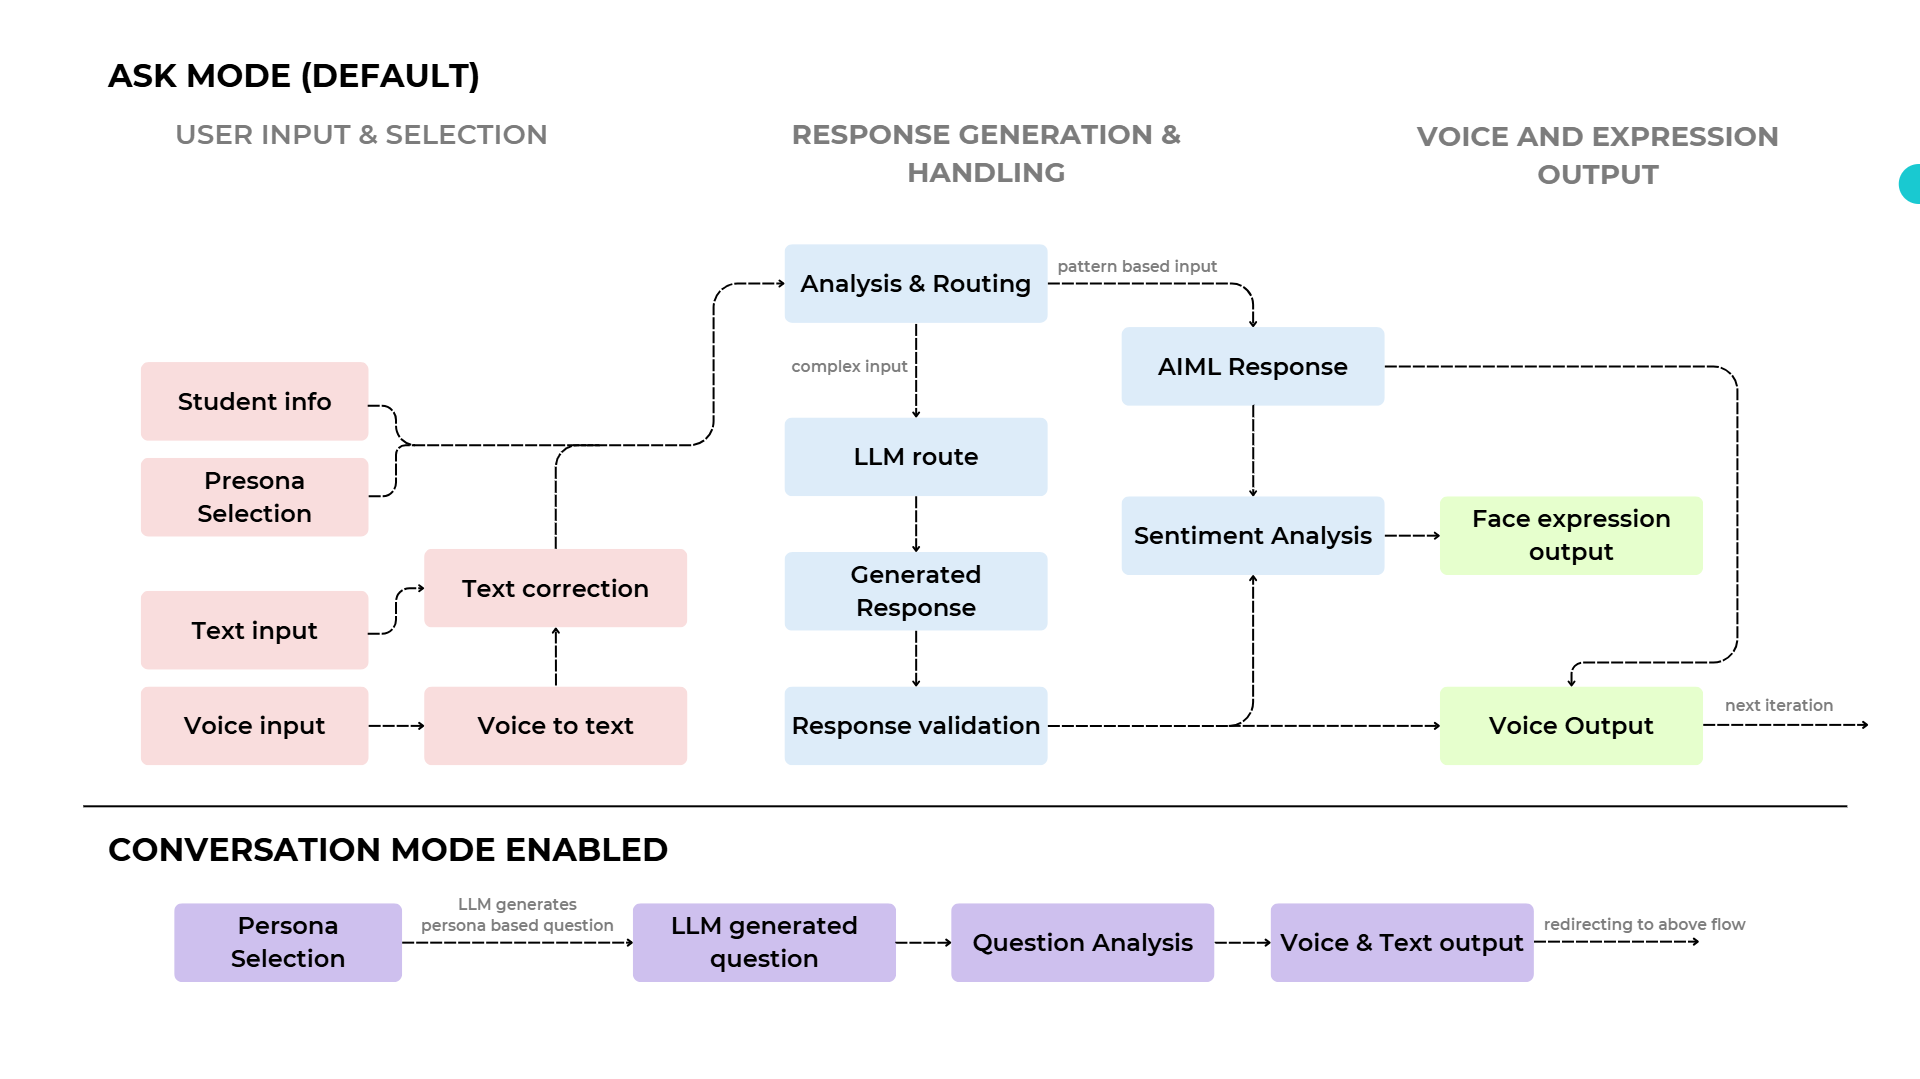 ASK MODE (DEFAULT)
USER INPUT & SELECTION
RESPONSE GENERATION &
HANDLING
VOICE AND EXPRESSION
OUTPUT
Student info
Presona
Selection
Text input
Voice input
Text correction
Voice to text
Analysis & Routing
pattern based input
complex input
LLM route
Generated
Response
Response validation
AIML Response
Sentiment Analysis
Face expression
output
Voice Output
next iteration
CONVERSATION MODE ENABLED
Persona
Selection
LLM generates
persona based question
LLM generated
question
Question Analysis
Voice & Text output
redirecting to above flow